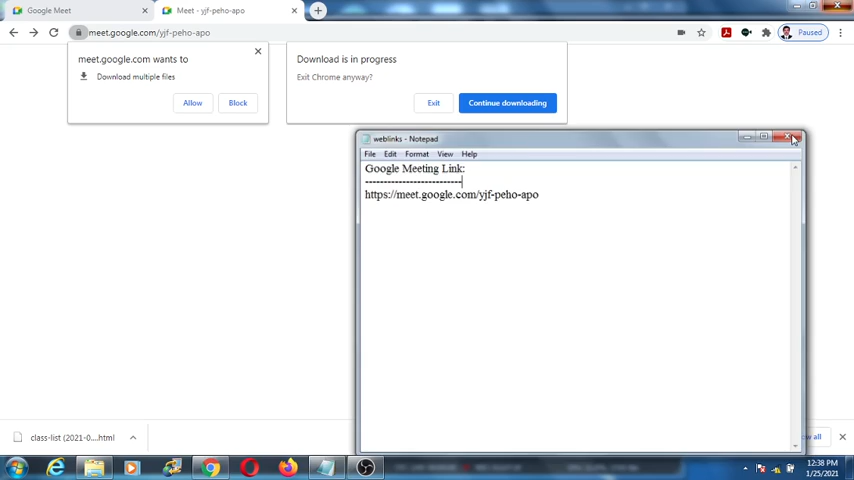 Google Meet
Meet - yjf-peho-apo
meet.google.com/yjf-peho-apo
Paused
meet.google.com wants to
Download multiple files
Allow
Block
Download is in progress
Exit Chrome anyway?
Exit
Continue downloading
weblinks - Notepad
File Edit Format View Help
Google Meeting Link:
--------------------------
https://meet.google.com/yjf-peho-apo
class-list (2021-0....html
ow all
12:38 PM
1/25/2021